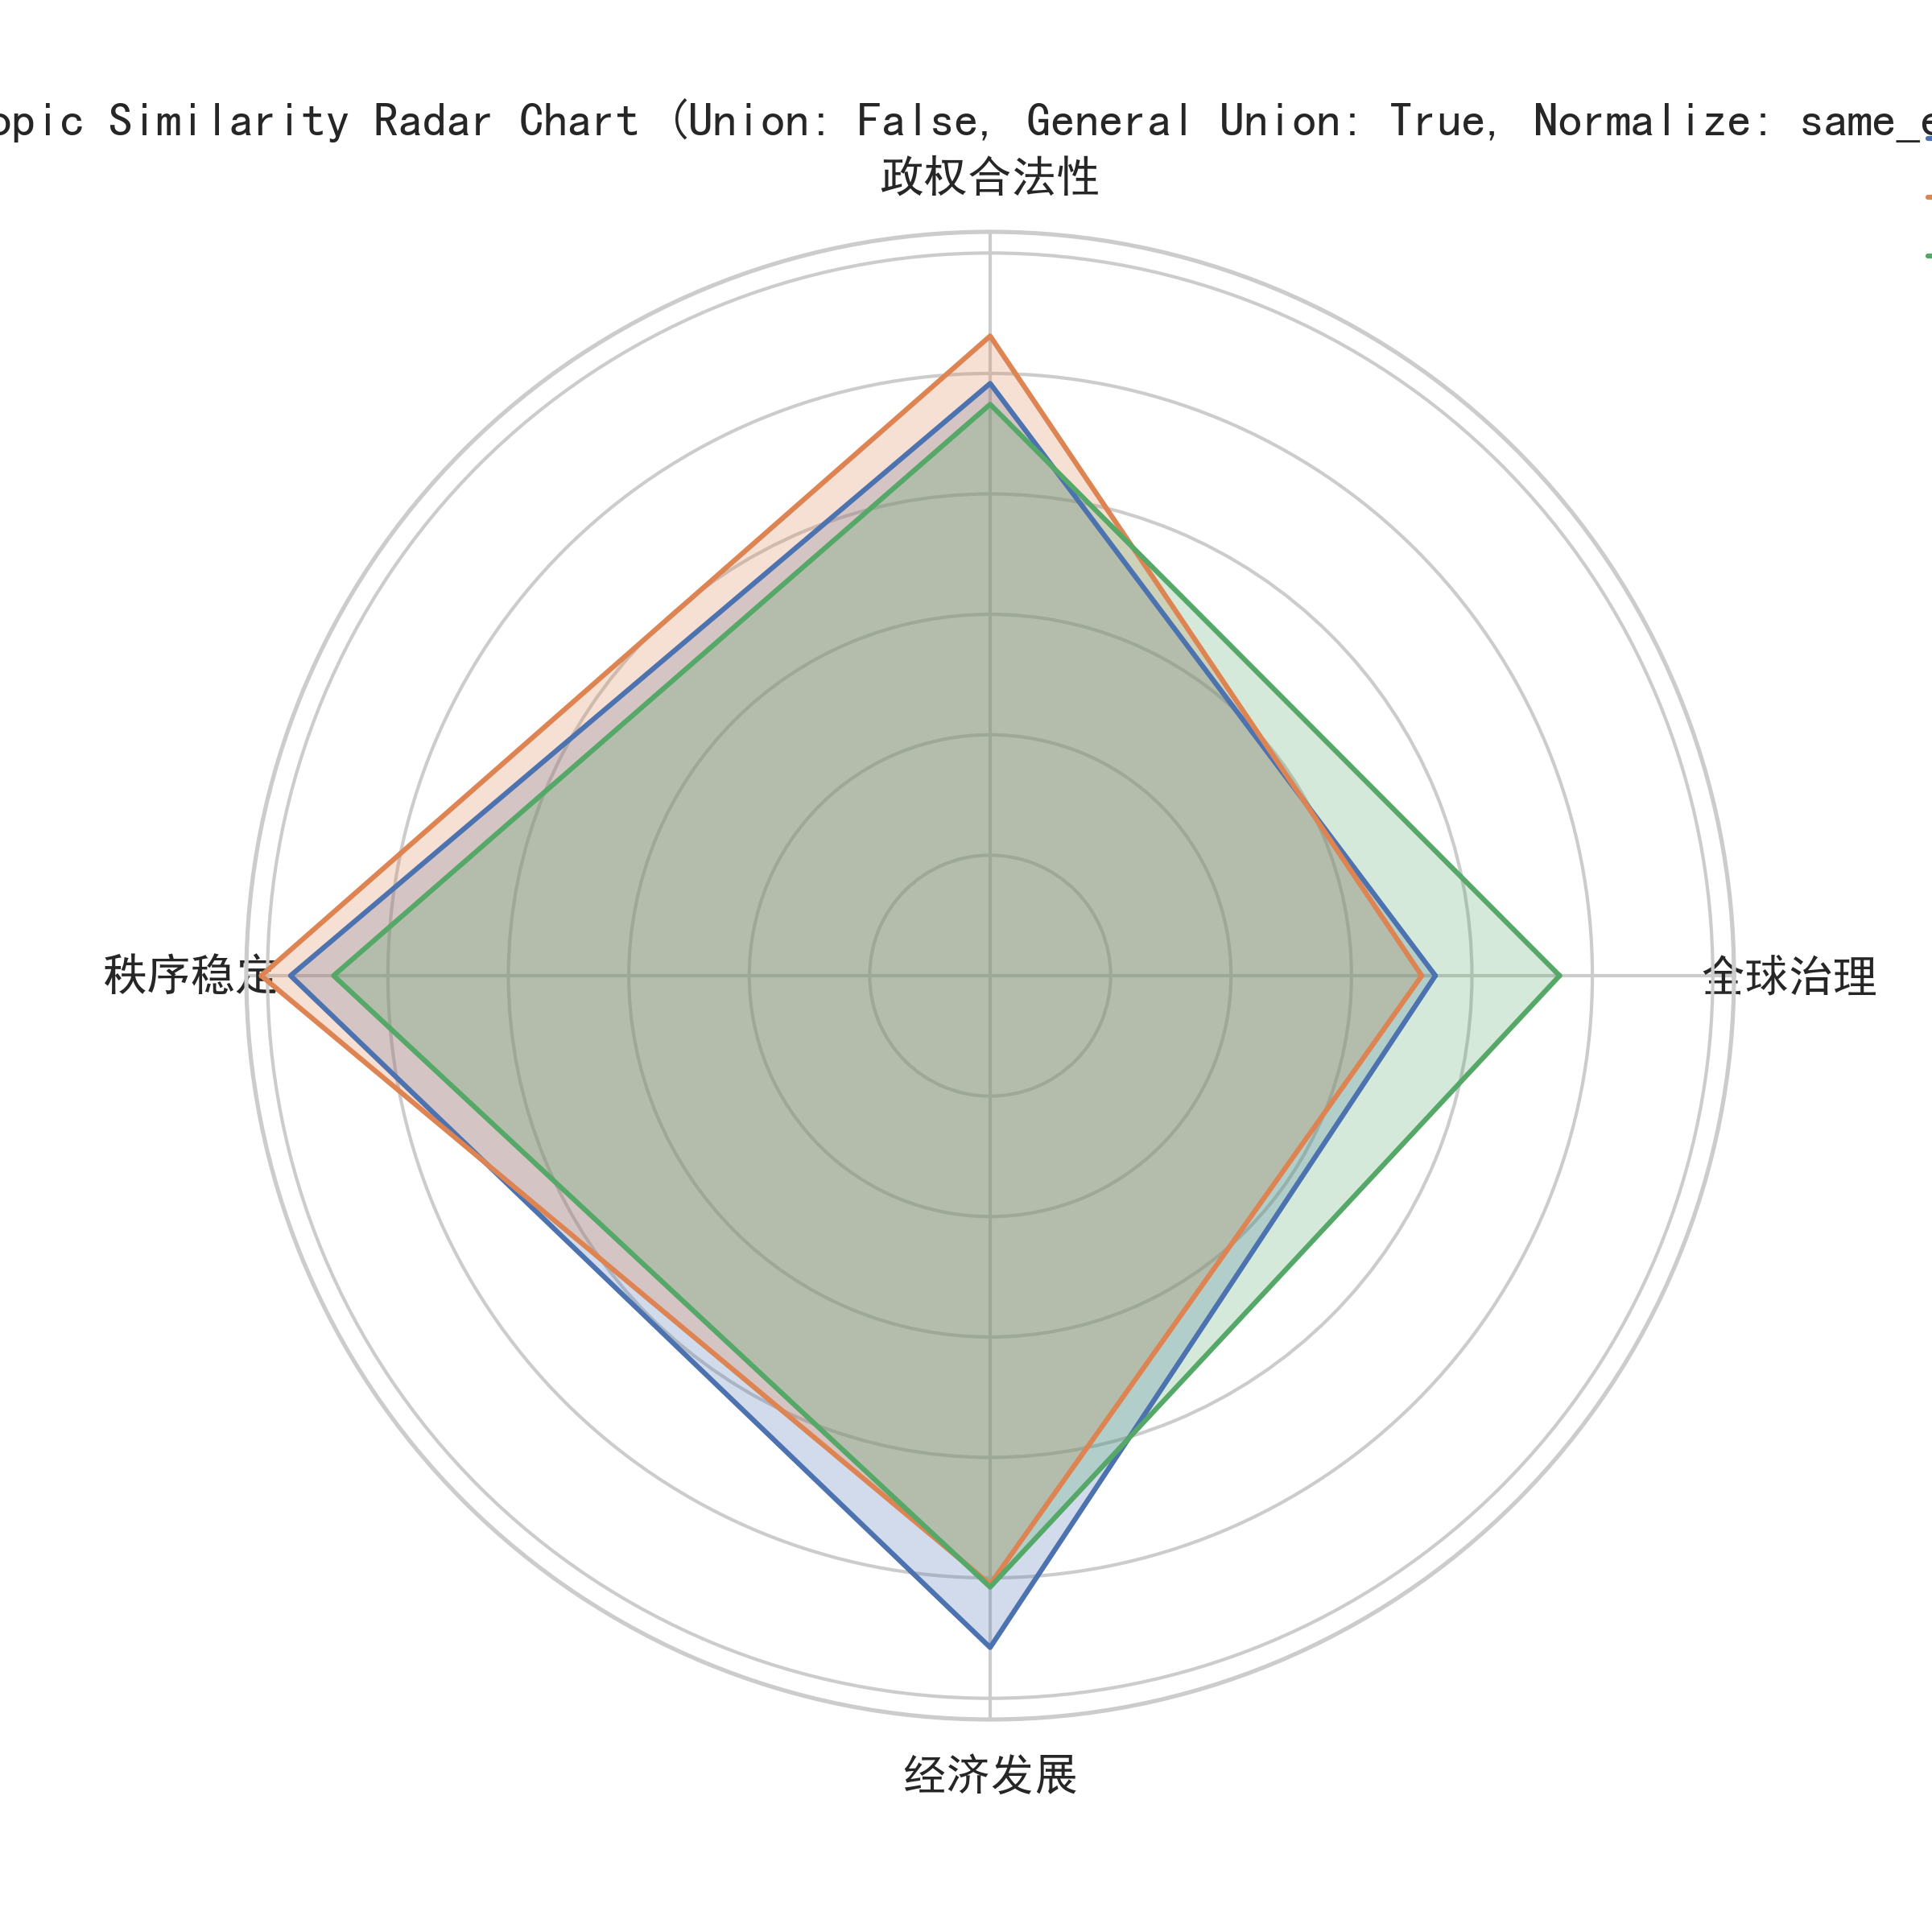 opic Similarity Radar Chart (Union: False, General Union: True, Normalize: same_e
政权合法性
秩序稳定
全球治理
经济发展